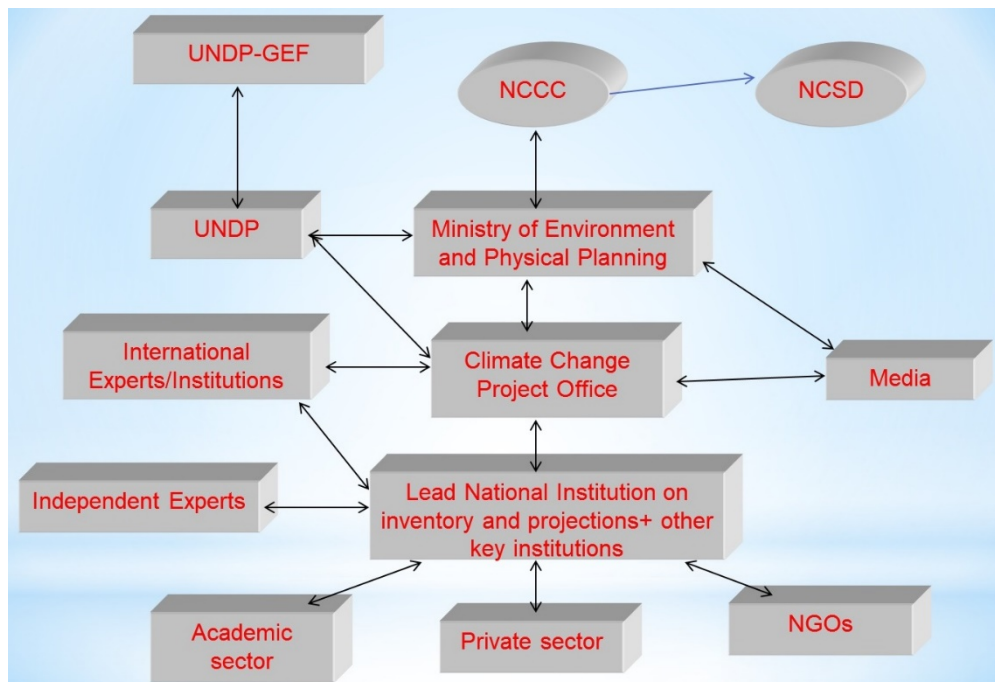 UNDP-GEF
NCCC
NCSD
UNDP
Ministry of Environment
and Physical Planning
International
Experts/Institutions
Climate Change
Project Office
Media
Independent Experts
Lead National Institution on
inventory and projections+ other
key institutions
Academic
sector
Private sector
NGOs